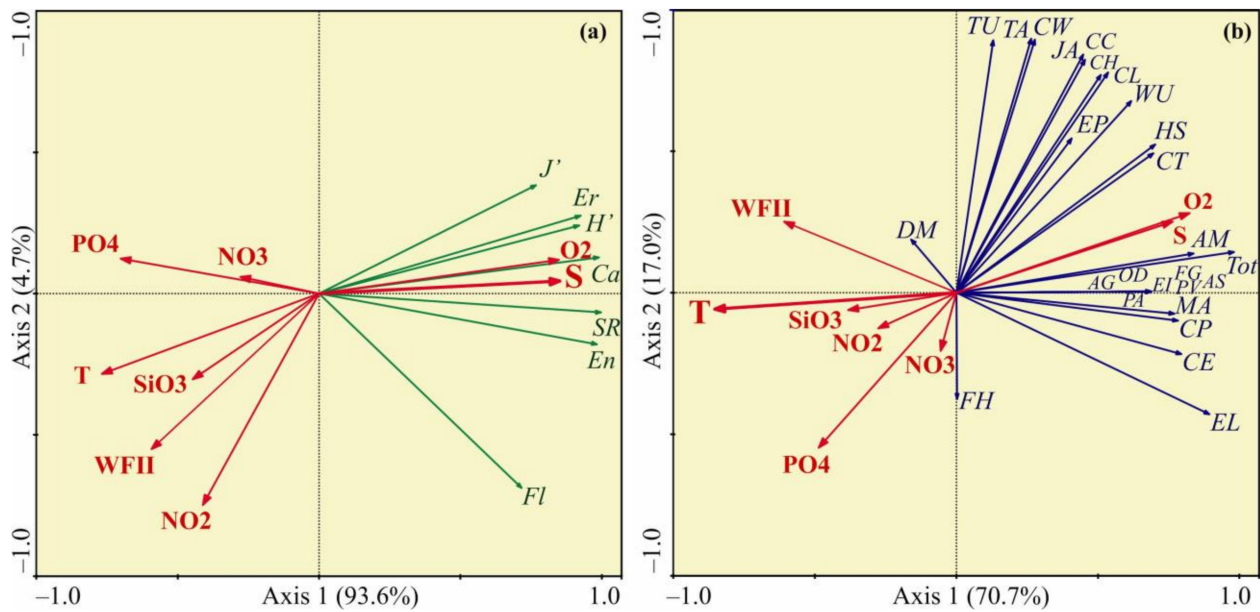 −1.0
(a)
J'
Er
H'
PO4
NO3
O2
S
Ca
SR
T
SiO3
En
WFII
NO2
Fl
Axis 2 (4.7%)
−1.0
−1.0
Axis 1 (93.6%)
1.0
−1.0
(b)
TU TA CW
JA CC
CH
CL
WU
EP
HS
CT
WFII
O2
DM
S
AM
Tot
AG OD EI FG PV AS
T
PA
MA
SiO3
CP
NO2
NO3
CE
FH
EL
PO4
Axis 2 (17.0%)
−1.0
−1.0
Axis 1 (70.7%)
1.0